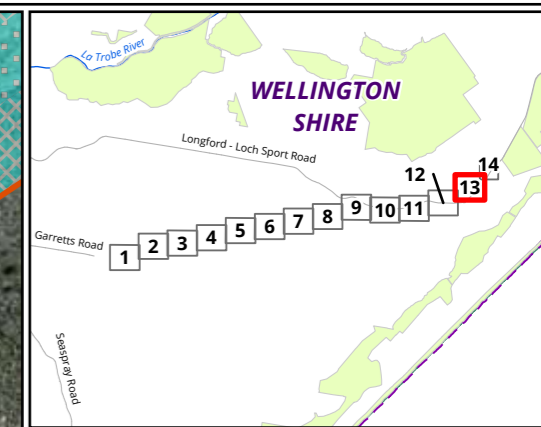 La Trobe River
WELLINGTON
SHIRE
Longford - Loch Sport Road
14
12
13
9
10
11
8
7
6
5
4
3
2
1
Garretts Road
Seaspray Road